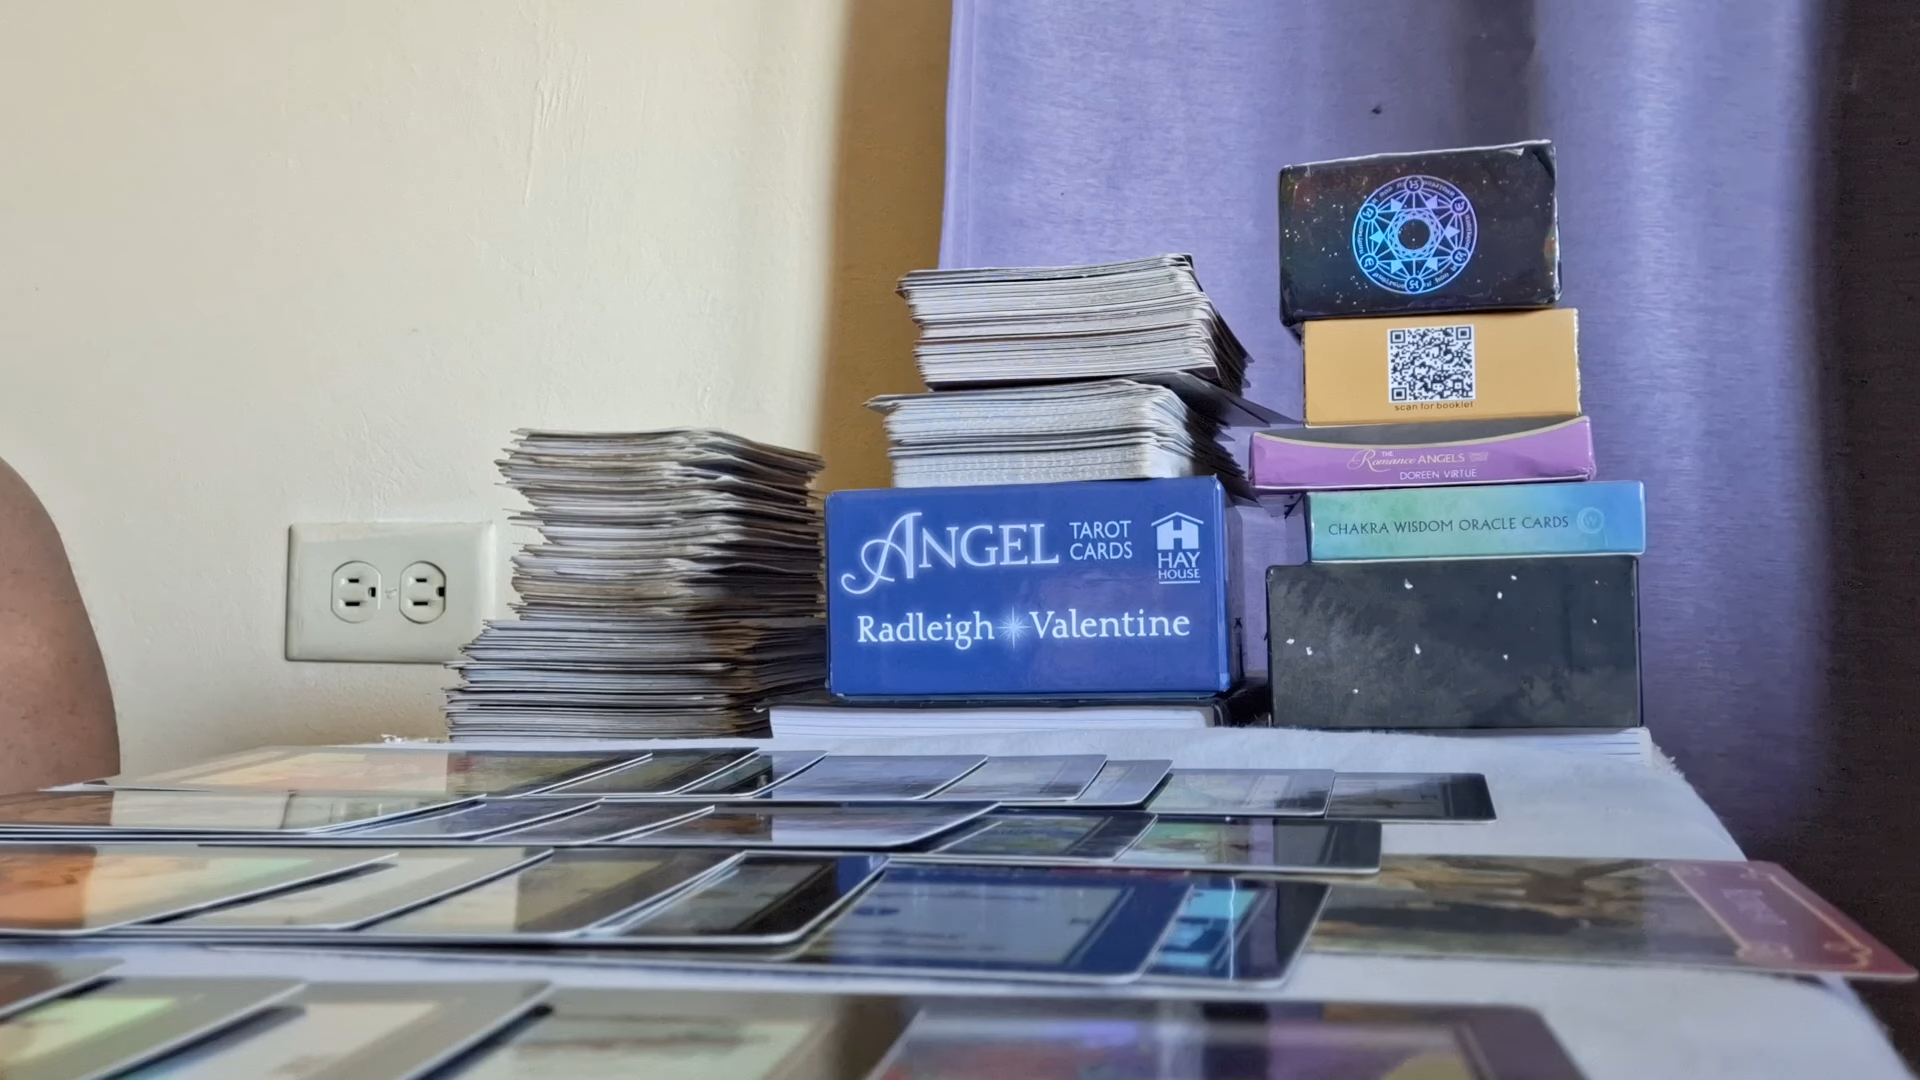 ANGEL TAROT CARDS
HAY HOUSE
Radleigh Valentine
scan for booklet
THE Romance ANGELS
DOREEN VIRTUE
CHAKRA WISDOM ORACLE CARDS